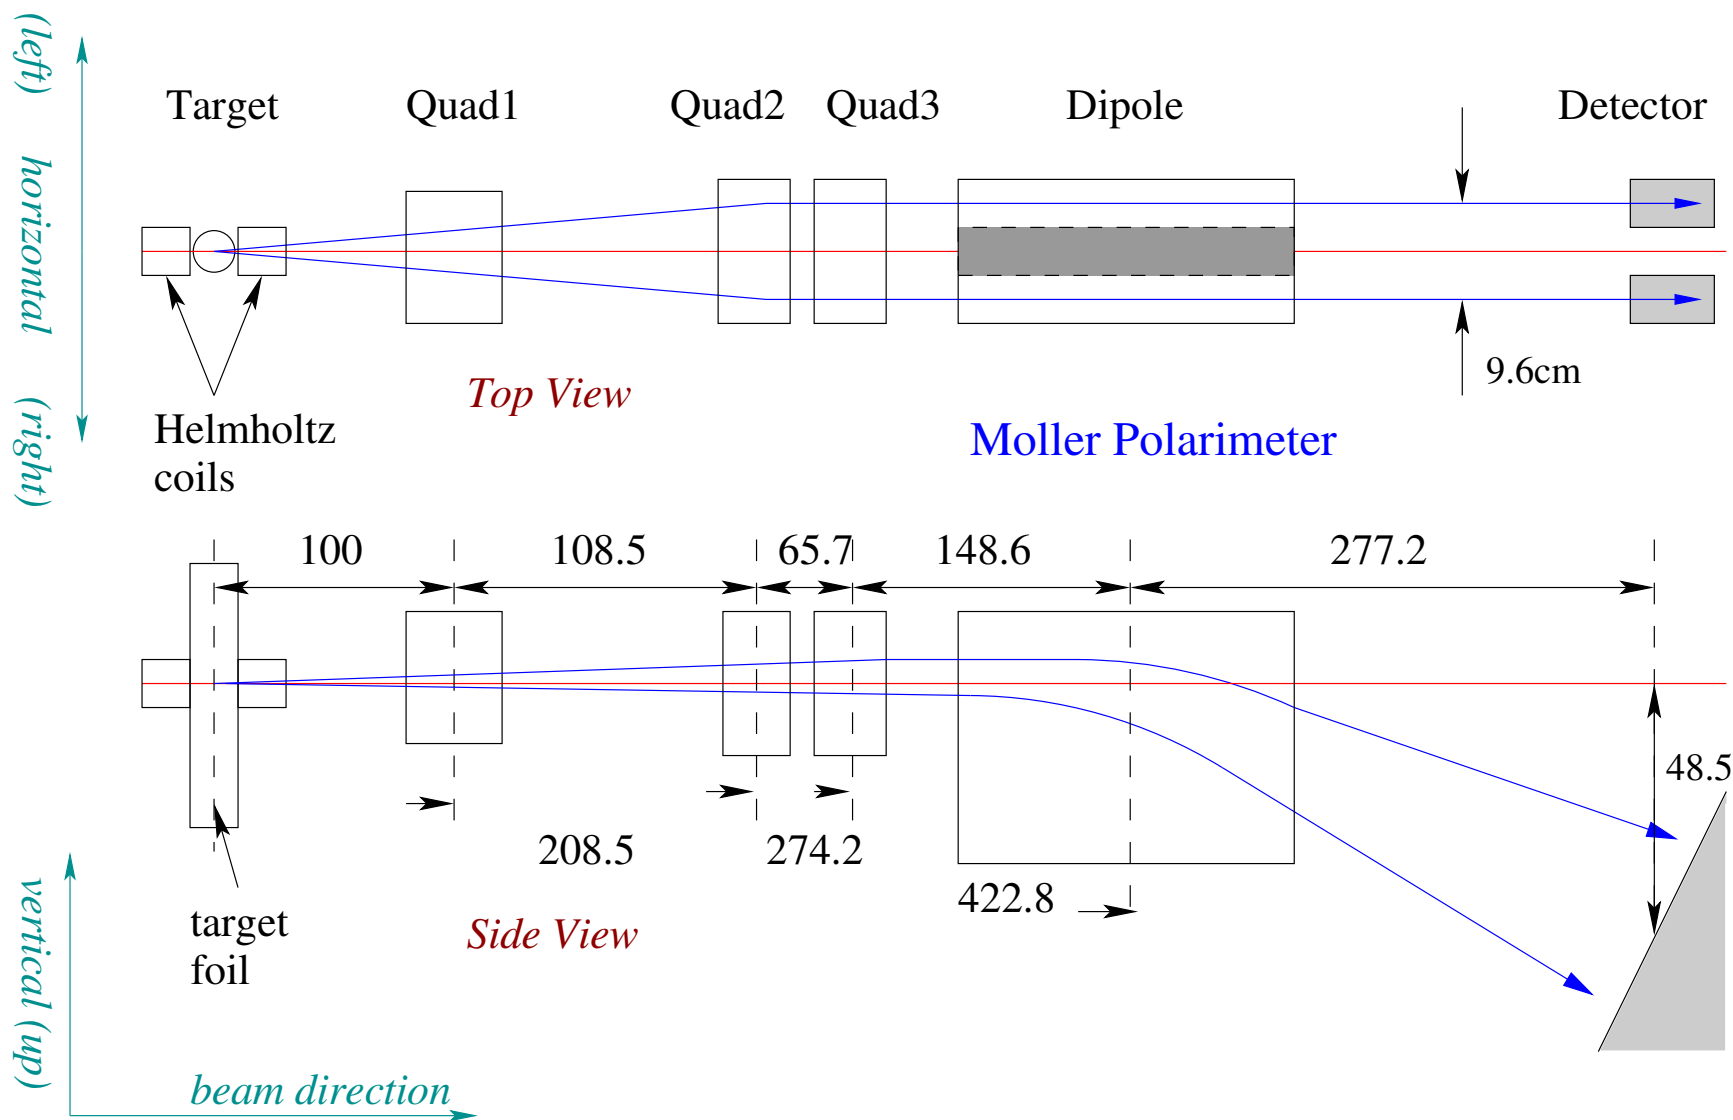 (left)
horizontal
(right)
Target
Quad1
Quad2
Quad3
Dipole
Detector
9.6cm
Top View
Helmholtz
coils
Moller Polarimeter
100
108.5
65.7
148.6
277.2
48.5
208.5
274.2
422.8
target
foil
Side View
vertical (up)
beam direction